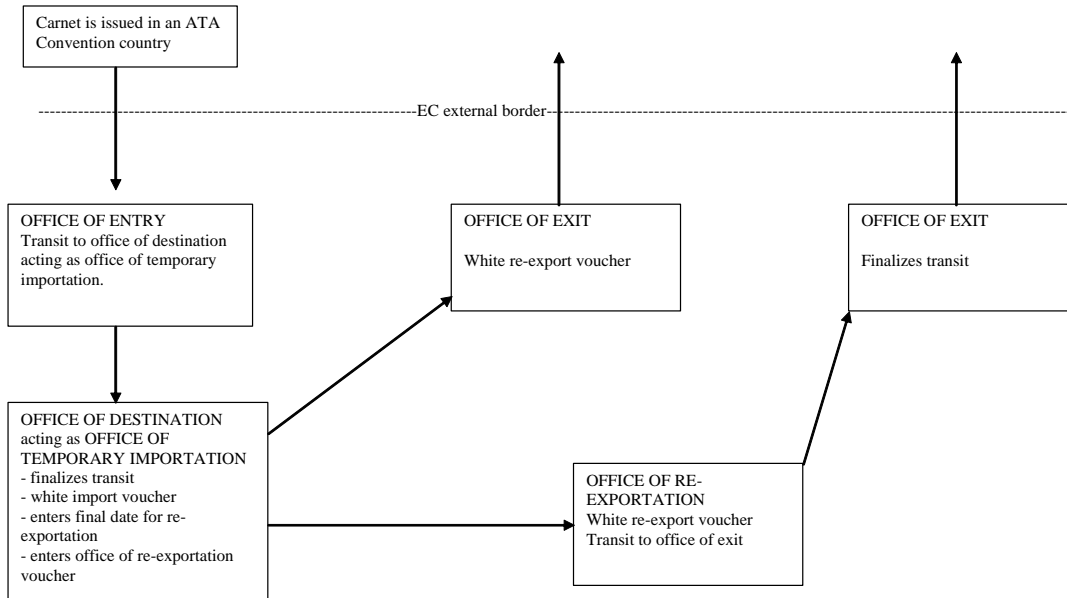 Carnet is issued in an ATA
Convention country
EC external border
OFFICE OF ENTRY
Transit to office of destination
acting as office of temporary
importation.
OFFICE OF EXIT
White re-export voucher
OFFICE OF EXIT
Finalizes transit
OFFICE OF DESTINATION
acting as OFFICE OF
TEMPORARY IMPORTATION
- finalizes transit
- white import voucher
- enters final date for re-
exportation
- enters office of re-exportation
voucher
OFFICE OF RE-
EXPORTATION
White re-export voucher
Transit to office of exit